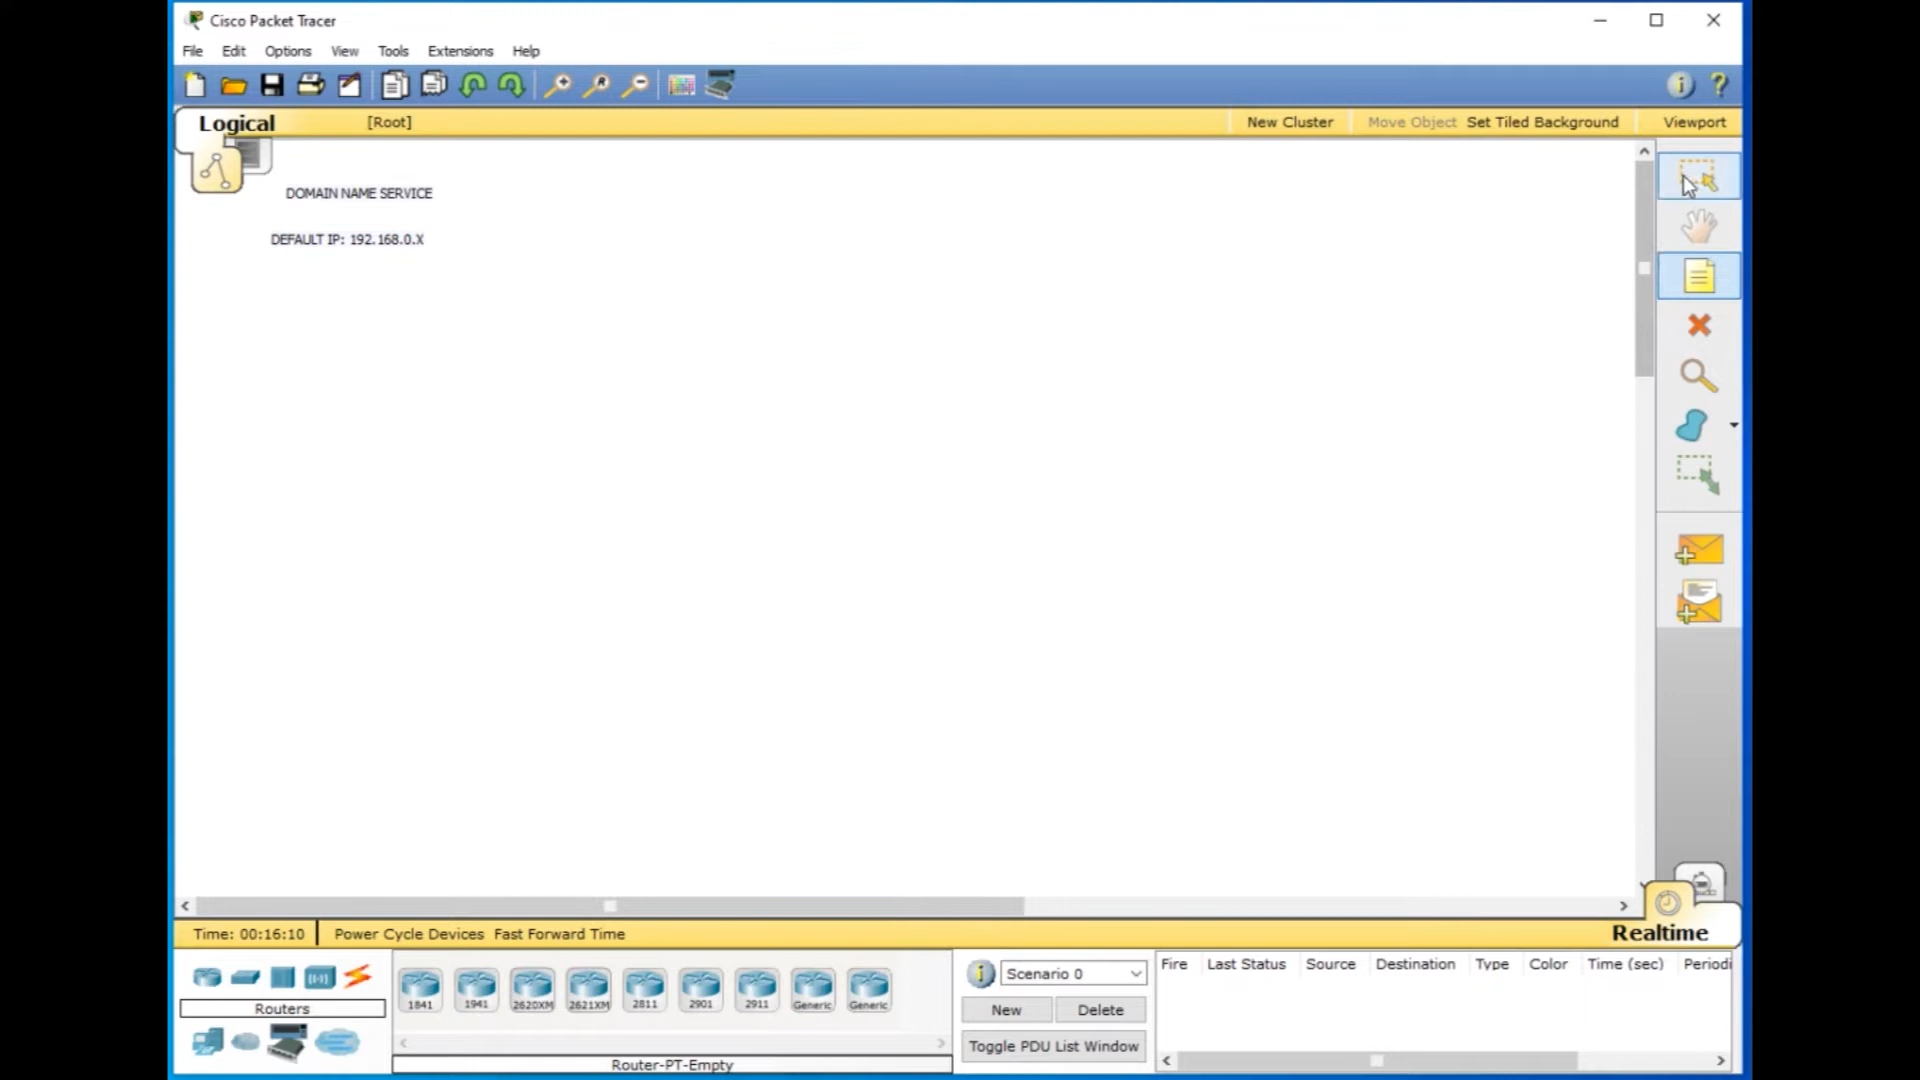 Cisco Packet Tracer
File Edit Options View Tools Extensions Help
Logical [Root] New Cluster Move Object Set Tiled Background Viewport
DOMAIN NAME SERVICE
DEFAULT IP: 192.168.0.X
Time: 00:16:10 Power Cycle Devices Fast Forward Time Realtime
Routers
1841 1941 2620XM 2621XM 2811 2901 2911 Generic Generic
Router-PT-Empty
Scenario 0
New Delete
Toggle PDU List Window
Fire Last Status Source Destination Type Color Time (sec) Periodi